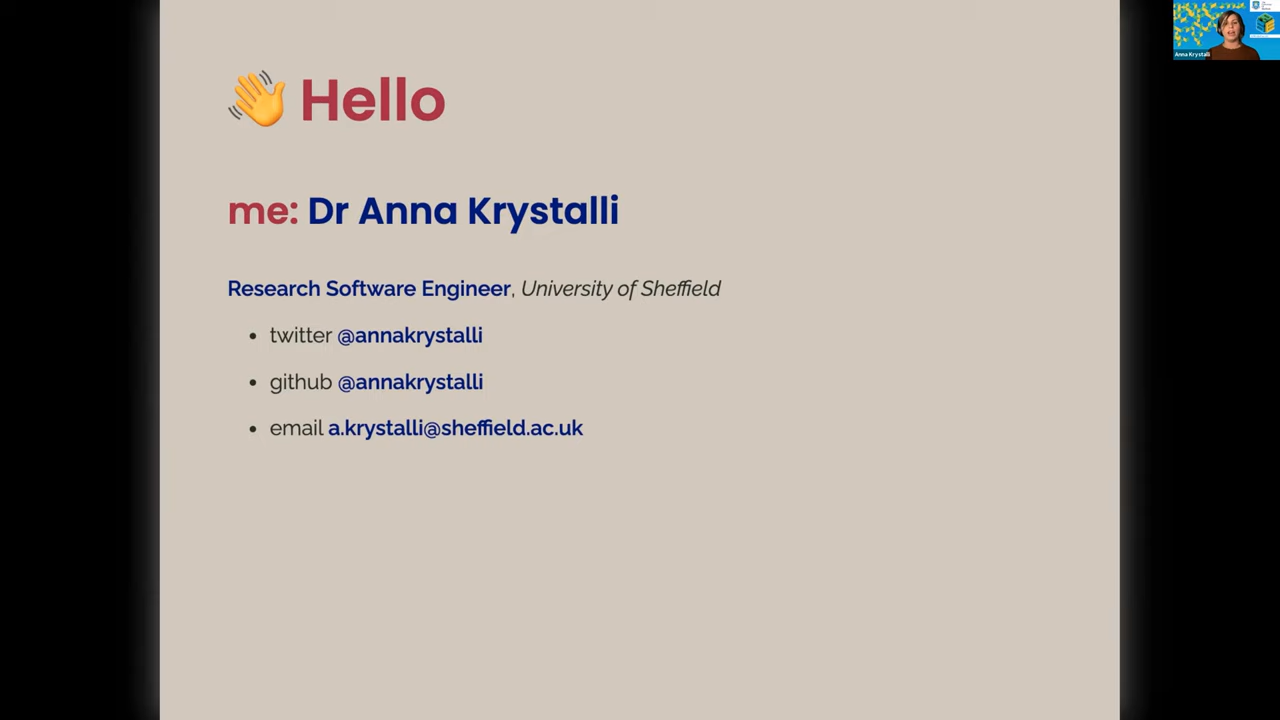 👋 Hello
me: Dr Anna Krystalli
Research Software Engineer, University of Sheffield
• twitter @annakrystalli
• github @annakrystalli
• email a.krystalli@sheffield.ac.uk
Anna Krystalli